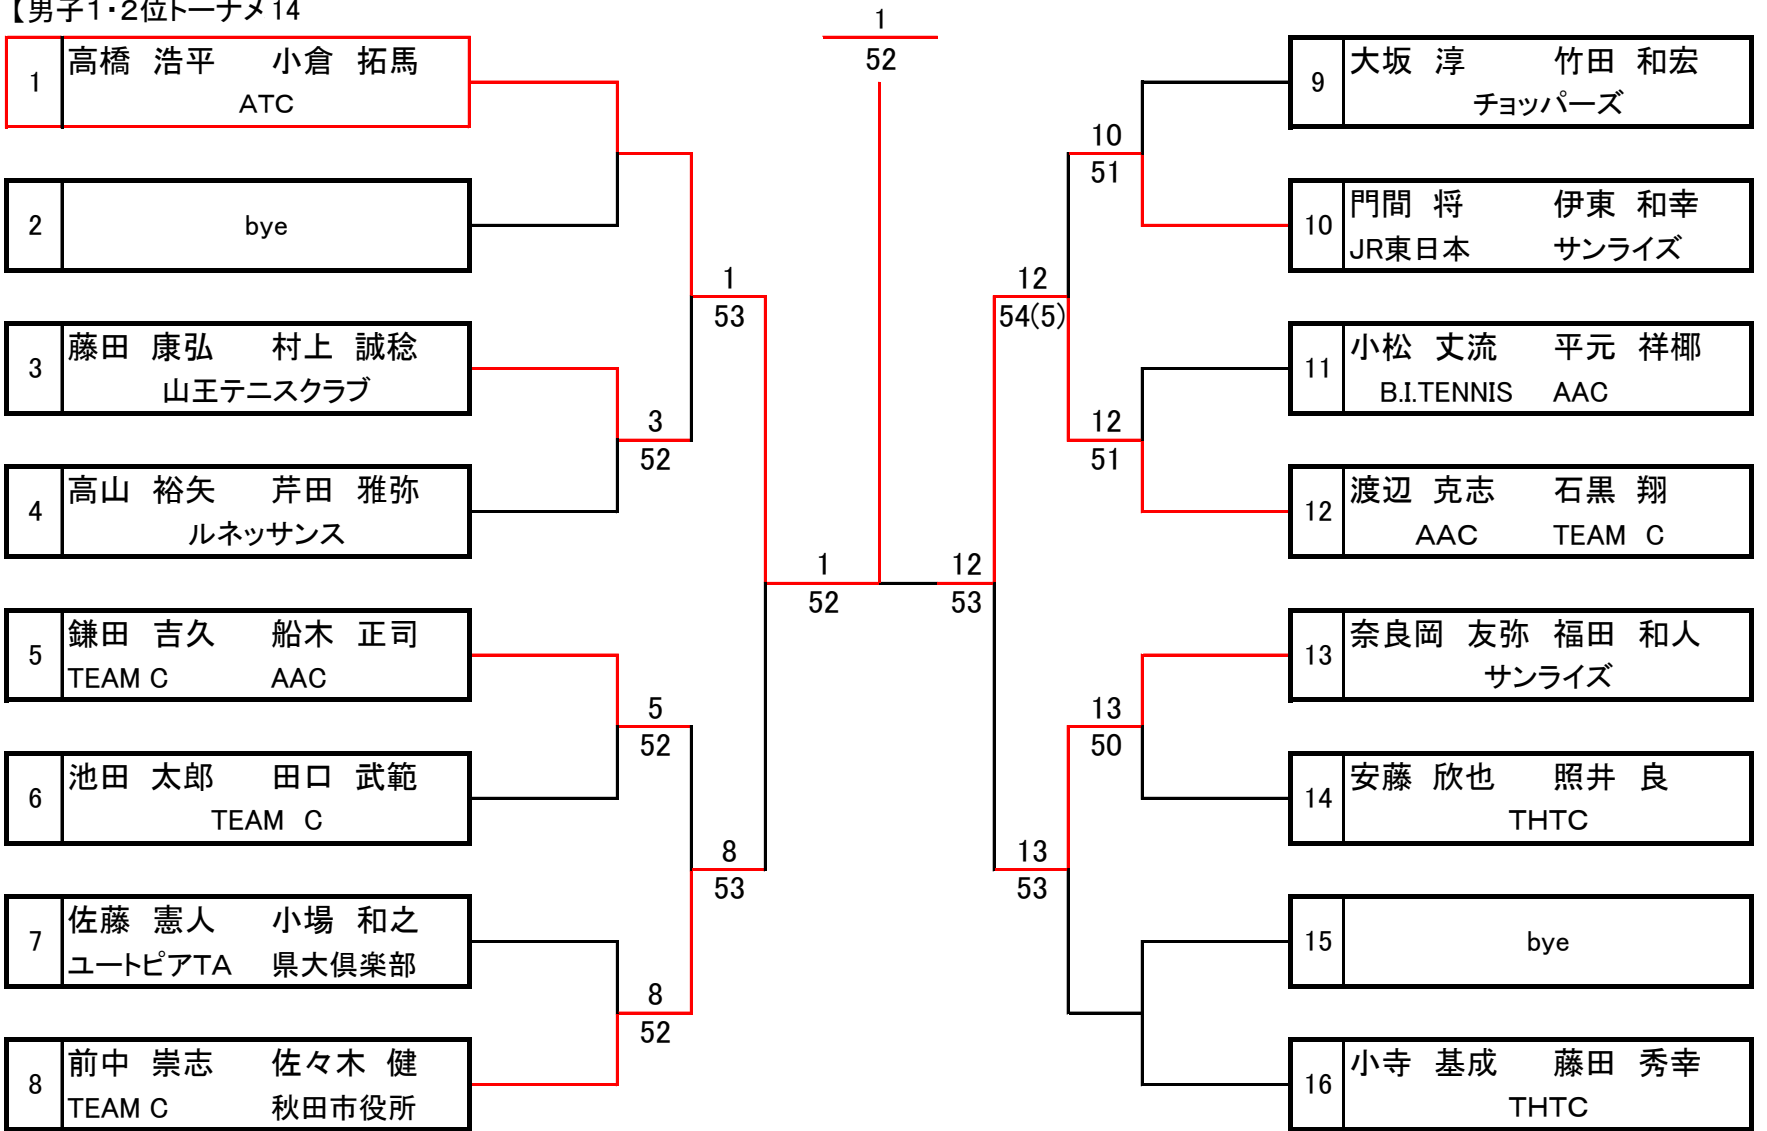 【男子1・2位トーナメ 14
1
高橋 浩平 小倉 拓馬
ATC
2
bye
3
藤田 康弘 村上 誠稔
山王テニスクラブ
4
高山 裕矢 芹田 雅弥
ルネッサンス
5
鎌田 吉久 船木 正司
TEAM C AAC
6
池田 太郎 田口 武範
TEAM C
7
佐藤 憲人 小場 和之
ユートピアTA 県大倶楽部
8
前中 崇志 佐々木 健
TEAM C 秋田市役所
3
52
5
52
8
52
1
53
8
53
1
52
1
52
12
53
12
54(5)
13
53
10
51
12
51
13
50
9
大坂 淳 竹田 和宏
チョッパーズ
10
門間 将 伊東 和幸
JR東日本 サンライズ
11
小松 丈流 平元 祥椰
B.I.TENNIS AAC
12
渡辺 克志 石黒 翔
AAC TEAM C
13
奈良岡 友弥 福田 和人
サンライズ
14
安藤 欣也 照井 良
THTC
15
bye
16
小寺 基成 藤田 秀幸
THTC